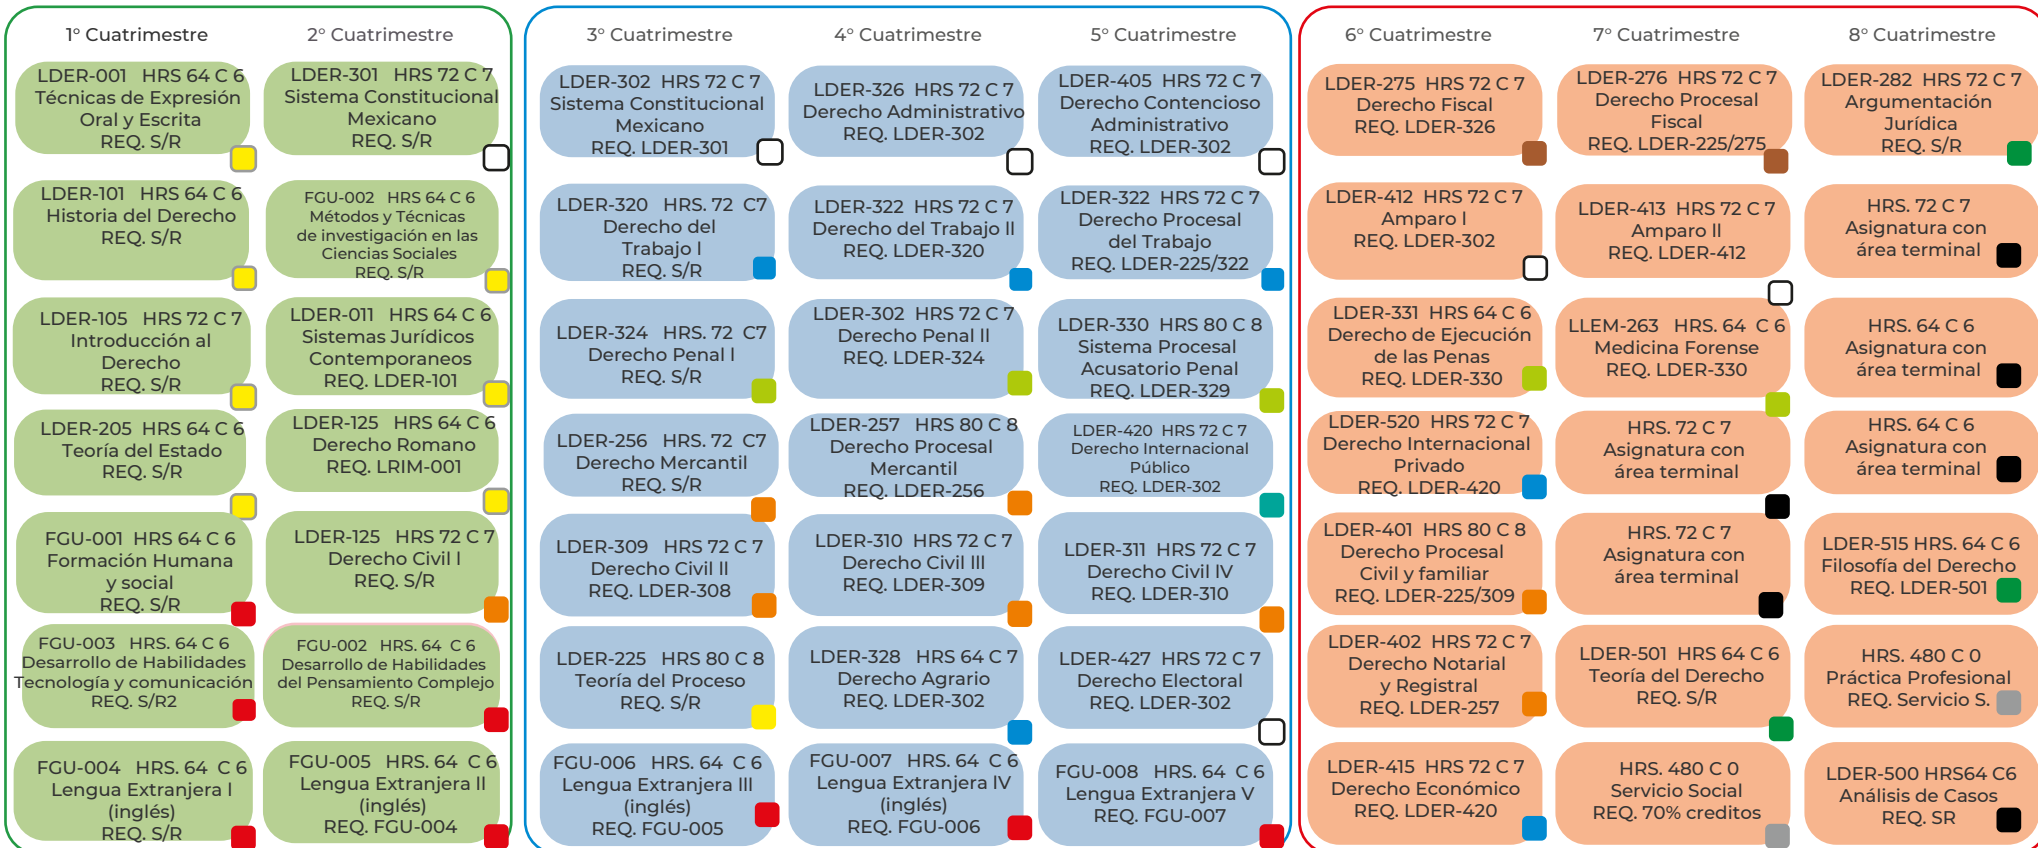 1° Cuatrimestre
LDER-001 HRS 64 C 6
Técnicas de Expresión
Oral y Escrita
REQ. S/R
LDER-101 HRS 64 C 6
Historia del Derecho
REQ. S/R
LDER-105 HRS 72 C 7
Introducción al
Derecho
REQ. S/R
LDER-205 HRS 64 C 6
Teoría del Estado
REQ. S/R
FGU-001 HRS 64 C 6
Formación Humana
y social
REQ. S/R
FGU-003 HRS. 64 C 6
Desarrollo de Habilidades
Tecnología y comunicación
REQ. S/R2
FGU-004 HRS. 64 C 6
Lengua Extranjera I
(inglés)
REQ. S/R
2° Cuatrimestre
LDER-301 HRS 72 C 7
Sistema Constitucional
Mexicano
REQ. S/R
FGU-002 HRS 64 C 6
Métodos y Técnicas
de investigación en las
Ciencias Sociales
REQ. S/R
LDER-011 HRS 64 C 6
Sistemas Jurídicos
Contemporaneos
REQ. LDER-101
LDER-125 HRS 64 C 6
Derecho Romano
REQ. LRIM-001
LDER-125 HRS 72 C 7
Derecho Civil I
REQ. S/R
FGU-002 HRS. 64 C 6
Desarrollo de Habilidades
del Pensamiento Complejo
REQ. S/R
FGU-005 HRS. 64 C 6
Lengua Extranjera II
(inglés)
REQ. FGU-004
3° Cuatrimestre
LDER-302 HRS 72 C 7
Sistema Constitucional
Mexicano
REQ. LDER-301
LDER-320 HRS. 72 C7
Derecho del
Trabajo I
REQ. S/R
LDER-324 HRS. 72 C7
Derecho Penal I
REQ. S/R
LDER-256 HRS. 72 C7
Derecho Mercantil
REQ. S/R
LDER-309 HRS 72 C 7
Derecho Civil II
REQ. LDER-308
LDER-225 HRS 80 C 8
Teoría del Proceso
REQ. S/R
FGU-006 HRS. 64 C 6
Lengua Extranjera III
(inglés)
REQ. FGU-005
4° Cuatrimestre
LDER-326 HRS 72 C 7
Derecho Administrativo
REQ. LDER-302
LDER-322 HRS 72 C 7
Derecho del Trabajo II
REQ. LDER-320
LDER-302 HRS 72 C 7
Derecho Penal II
REQ. LDER-324
LDER-257 HRS 80 C 8
Derecho Procesal
Mercantil
REQ. LDER-256
LDER-310 HRS 72 C 7
Derecho Civil III
REQ. LDER-309
LDER-328 HRS 64 C 7
Derecho Agrario
REQ. LDER-302
FGU-007 HRS. 64 C 6
Lengua Extranjera IV
(inglés)
REQ. FGU-006
5° Cuatrimestre
LDER-405 HRS 72 C 7
Derecho Contencioso
Administrativo
REQ. LDER-302
LDER-322 HRS 72 C 7
Derecho Procesal
del Trabajo
REQ. LDER-225/322
LDER-330 HRS 80 C 8
Sistema Procesal
Acusatorio Penal
REQ. LDER-329
LDER-420 HRS 72 C 7
Derecho Internacional
Público
REQ. LDER-302
LDER-311 HRS 72 C 7
Derecho Civil IV
REQ. LDER-310
LDER-427 HRS 72 C 7
Derecho Electoral
REQ. LDER-302
FGU-008 HRS. 64 C 6
Lengua Extranjera V
REQ. FGU-007
6° Cuatrimestre
LDER-275 HRS 72 C 7
Derecho Fiscal
REQ. LDER-326
LDER-412 HRS 72 C 7
Amparo I
REQ. LDER-302
LDER-331 HRS 64 C 6
Derecho de Ejecución
de las Penas
REQ. LDER-330
LDER-520 HRS 72 C 7
Derecho Internacional
Privado
REQ. LDER-420
LDER-401 HRS 80 C 8
Derecho Procesal
Civil y familiar
REQ. LDER-225/309
LDER-402 HRS 72 C 7
Derecho Notarial
y Registral
REQ. LDER-257
LDER-415 HRS 72 C 7
Derecho Económico
REQ. LDER-420
7° Cuatrimestre
LDER-276 HRS 72 C 7
Derecho Procesal
Fiscal
REQ. LDER-225/275
LDER-413 HRS 72 C 7
Amparo II
REQ. LDER-412
LLEM-263 HRS. 64 C 6
Medicina Forense
REQ. LDER-330
HRS. 72 C 7
Asignatura con
área terminal
HRS. 72 C 7
Asignatura con
área terminal
LDER-501 HRS 64 C 6
Teoría del Derecho
REQ. S/R
HRS. 480 C 0
Servicio Social
REQ. 70% creditos
8° Cuatrimestre
LDER-282 HRS 72 C 7
Argumentación
Jurídica
REQ. S/R
HRS. 72 C 7
Asignatura con
área terminal
HRS. 64 C 6
Asignatura con
área terminal
HRS. 64 C 6
Asignatura con
área terminal
LDER-515 HRS. 64 C 6
Filosofía del Derecho
REQ. LDER-501
HRS. 480 C 0
Práctica Profesional
REQ. Servicio S.
LDER-500 HRS64 C6
Análisis de Casos
REQ. SR